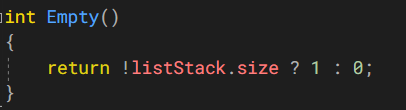 int Empty()
{
    return !listStack.size ? 1 : 0;
}